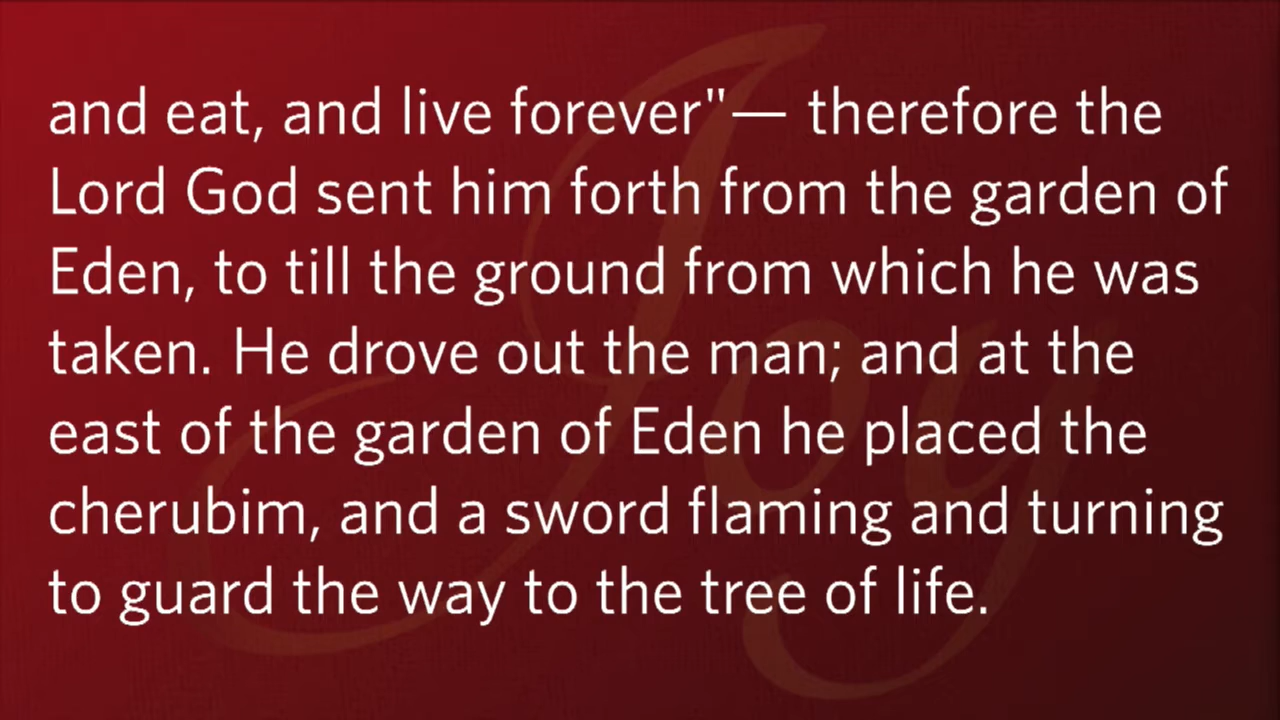 and eat, and live forever"— therefore the
Lord God sent him forth from the garden of
Eden, to till the ground from which he was
taken. He drove out the man; and at the
east of the garden of Eden he placed the
cherubim, and a sword flaming and turning
to guard the way to the tree of life.
Joy